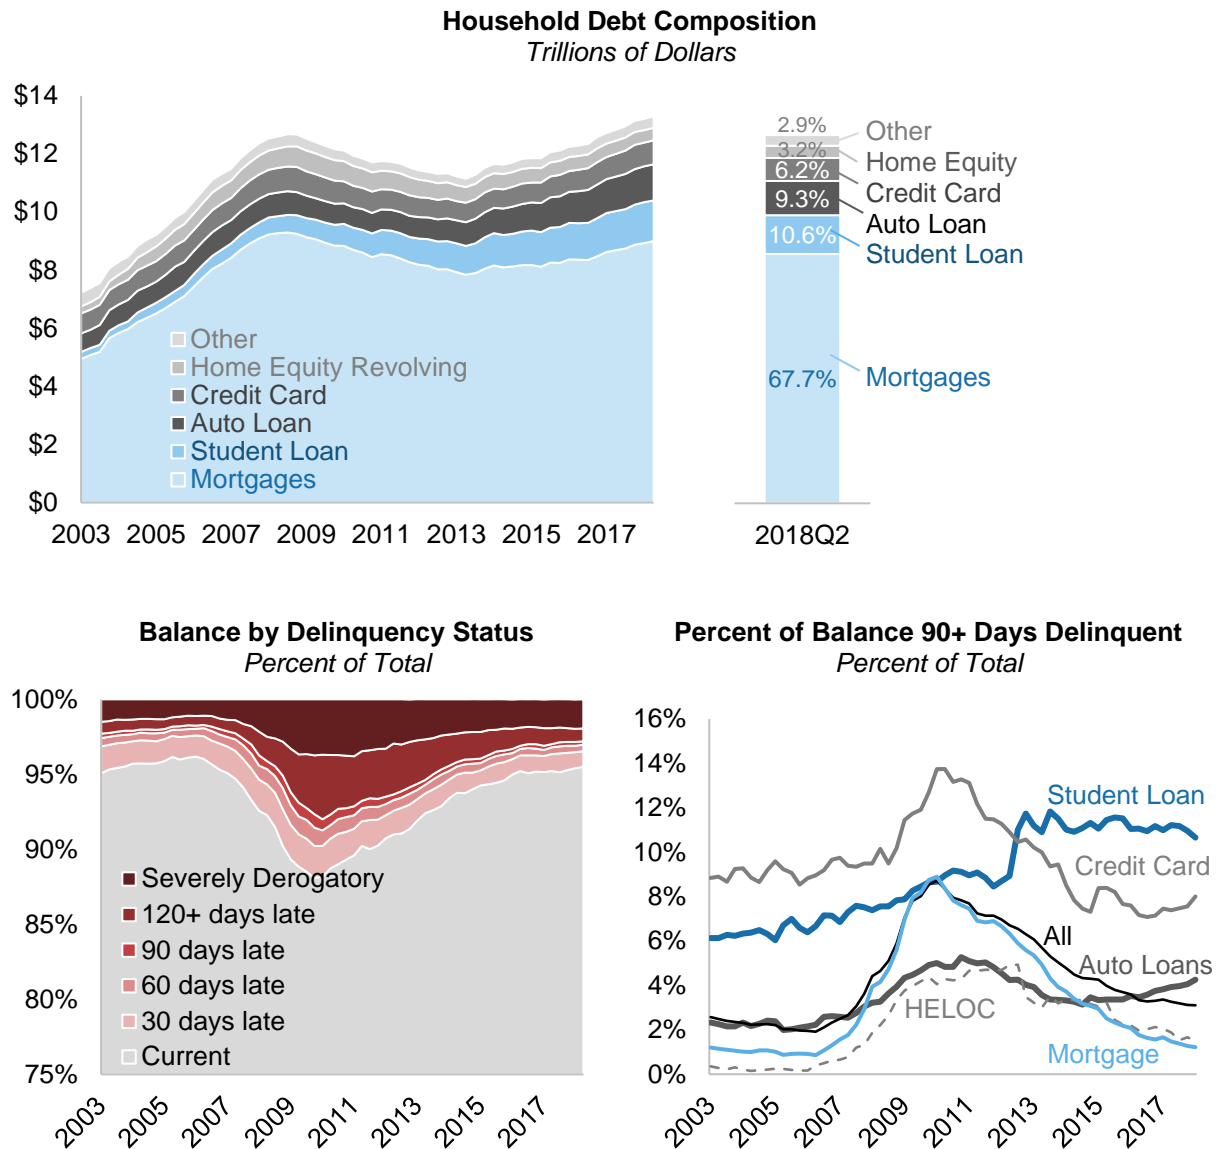 Household Debt Composition
Trillions of Dollars
$14
$12
$10
$8
$6
$4
$2
$0
Other
Home Equity Revolving
Credit Card
Auto Loan
Student Loan
Mortgages
2003 2005 2007 2009 2011 2013 2015 2017
2.9%
3.2%
6.2%
9.3%
10.6%
67.7%
Other
Home Equity
Credit Card
Auto Loan
Student Loan
Mortgages
2018Q2
Balance by Delinquency Status
Percent of Total
100%
95%
90%
85%
80%
75%
Severely Derogatory
120+ days late
90 days late
60 days late
30 days late
Current
2003 2005 2007 2009 2011 2013 2015 2017
Percent of Balance 90+ Days Delinquent
Percent of Total
16%
14%
12%
10%
8%
6%
4%
2%
0%
Student Loan
Credit Card
All
Auto Loans
HELOC
Mortgage
2003 2005 2007 2009 2011 2013 2015 2017